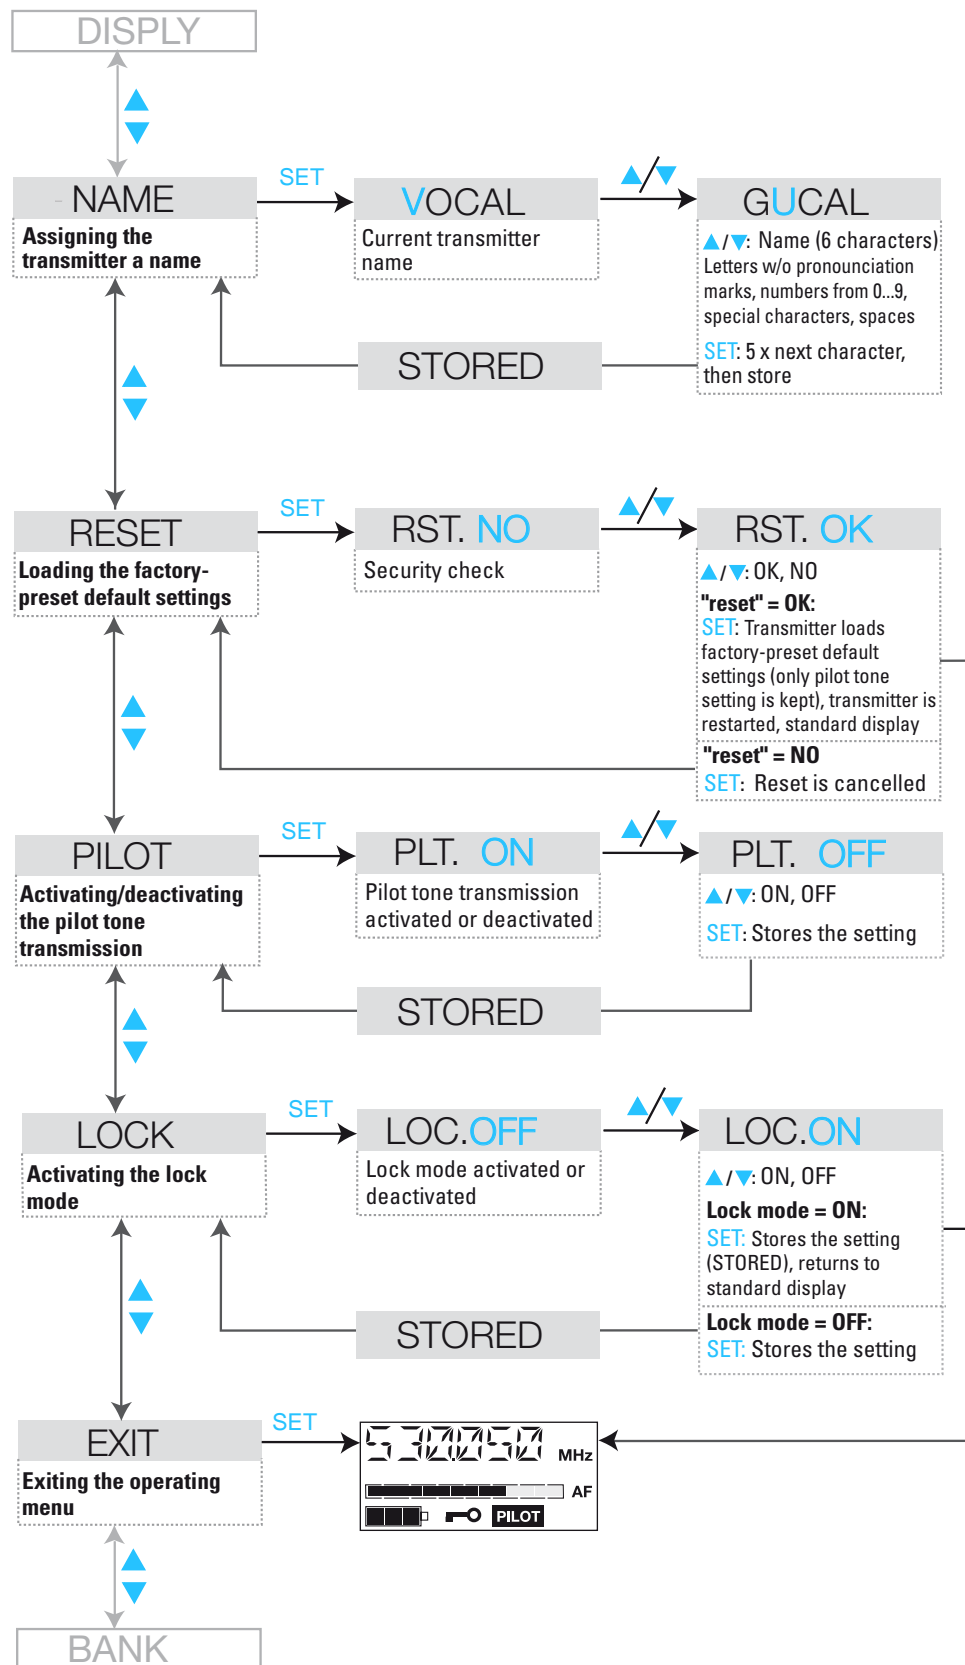 DISPLY
NAME
Assigning the
transmitter a name
SET
VOCAL
Current transmitter
name
GUCAL
▲/▼: Name (6 characters)
Letters w/o pronounciation
marks, numbers from 0...9,
special characters, spaces
SET: 5 x next character,
then store
STORED
RESET
Loading the factory-
preset default settings
SET
RST. NO
Security check
RST. OK
▲/▼: OK, NO
"reset" = OK:
SET: Transmitter loads
factory-preset default
settings (only pilot tone
setting is kept), transmitter is
restarted, standard display
"reset" = NO
SET: Reset is cancelled
PILOT
Activating/deactivating
the pilot tone
transmission
SET
PLT. ON
Pilot tone transmission
activated or deactivated
PLT. OFF
▲/▼: ON, OFF
SET: Stores the setting
STORED
LOCK
Activating the lock
mode
SET
LOC.OFF
Lock mode activated or
deactivated
LOC.ON
▲/▼: ON, OFF
Lock mode = ON:
SET: Stores the setting
(STORED), returns to
standard display
Lock mode = OFF:
SET: Stores the setting
STORED
EXIT
Exiting the operating
menu
SET
530.050 MHz
AF
PILOT
BANK